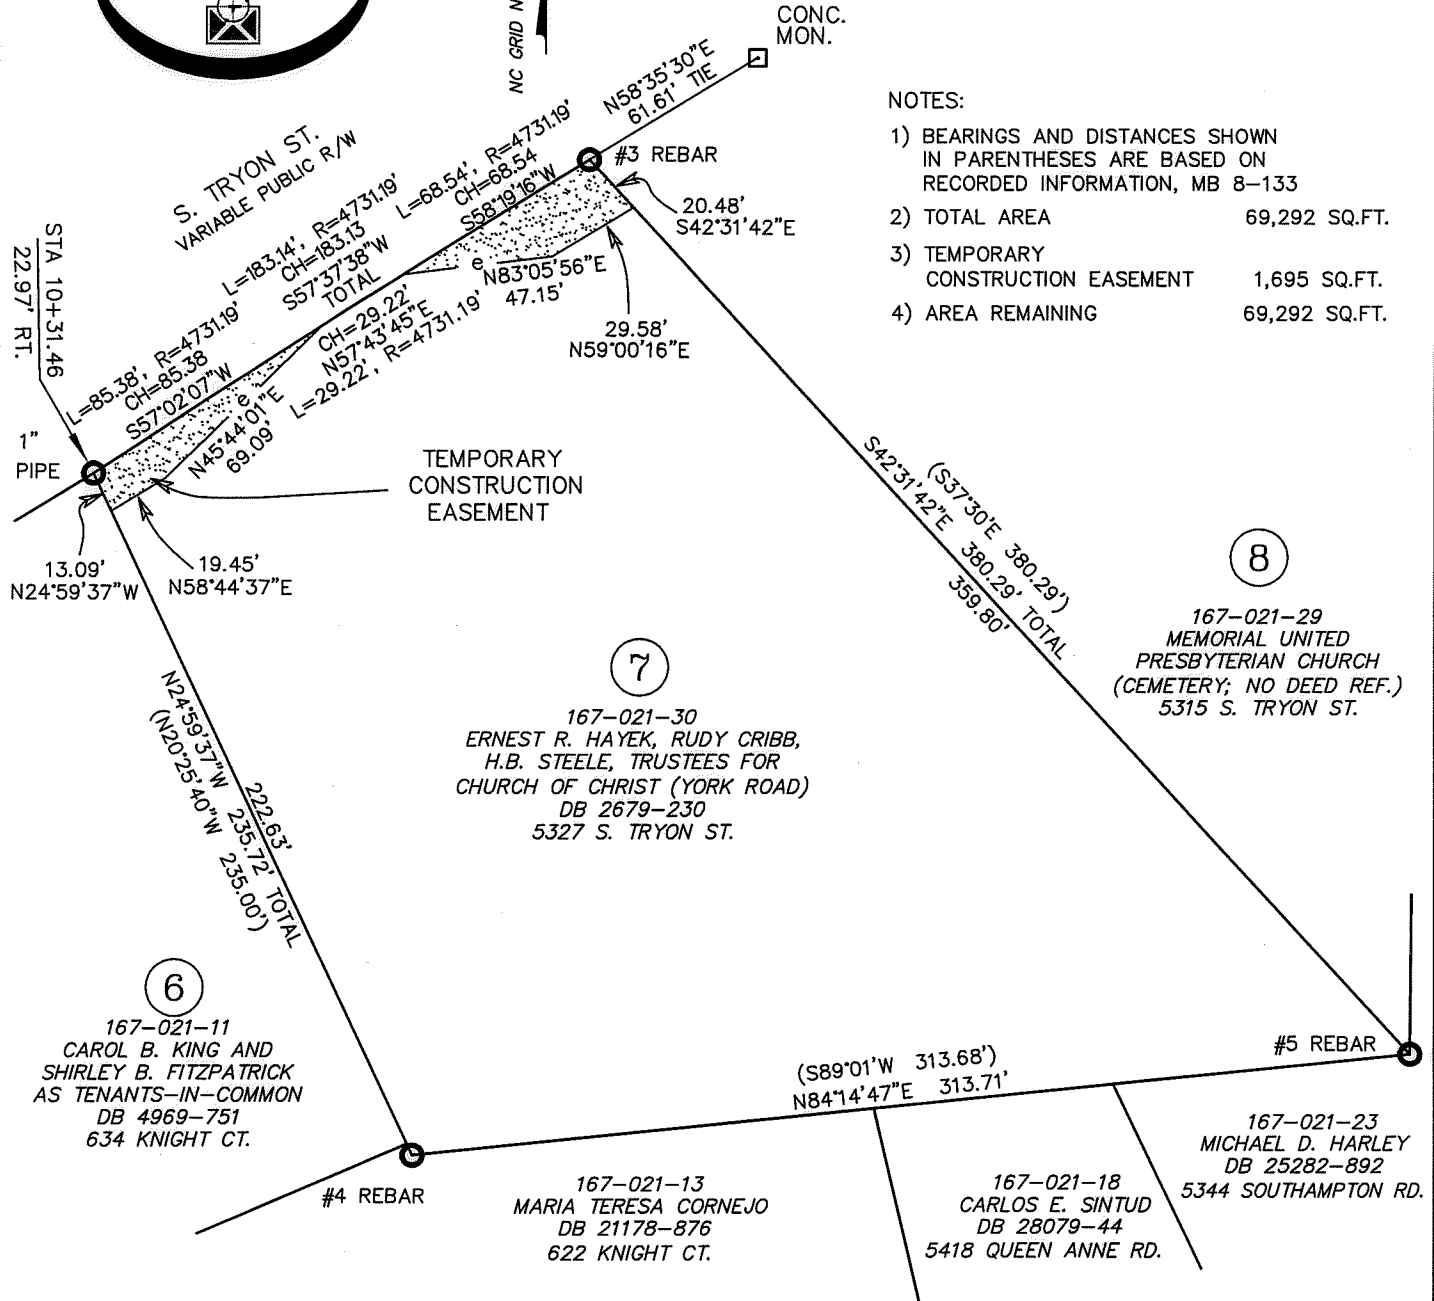 CONC.
MON.
NC GRID N
N58°35'30"E
61.61' TIE
#3 REBAR
NOTES:
1) BEARINGS AND DISTANCES SHOWN
IN PARENTHESES ARE BASED ON
RECORDED INFORMATION, MB 8-133
2) TOTAL AREA 69,292 SQ.FT.
3) TEMPORARY
CONSTRUCTION EASEMENT 1,695 SQ.FT.
4) AREA REMAINING 69,292 SQ.FT.
S. TRYON ST.
VARIABLE PUBLIC R/W
L=68.54', R=4731.19'
CH=68.54
S58°19'16"W
L=183.14', R=4731.19'
CH=183.13
S57°37'38"W
TOTAL
L=85.38', R=4731.19'
CH=85.38
S57°02'07"W
20.48'
S42°31'42"E
e
N83°05'56"E
47.15'
CH=29.22'
N57°43'45"E
L=29.22', R=4731.19'
29.58'
N59°00'16"E
STA 10+31.46
22.97' RT.
e
N45°44'01"E
69.09'
1"
PIPE
TEMPORARY
CONSTRUCTION
EASEMENT
13.09'
N24°59'37"W
19.45'
N58°44'37"E
(S37°30'E 380.29')
S42°31'42"E 380.29' TOTAL
359.80'
8
167-021-29
MEMORIAL UNITED
PRESBYTERIAN CHURCH
(CEMETERY; NO DEED REF.)
5315 S. TRYON ST.
7
167-021-30
ERNEST R. HAYEK, RUDY CRIBB,
H.B. STEELE, TRUSTEES FOR
CHURCH OF CHRIST (YORK ROAD)
DB 2679-230
5327 S. TRYON ST.
222.63'
N24°59'37"W 235.72' TOTAL
(N20°25'40"W 235.00')
6
167-021-11
CAROL B. KING AND
SHIRLEY B. FITZPATRICK
AS TENANTS-IN-COMMON
DB 4969-751
634 KNIGHT CT.
#5 REBAR
(S89°01'W 313.68')
N84°14'47"E 313.71'
#4 REBAR
167-021-13
MARIA TERESA CORNEJO
DB 21178-876
622 KNIGHT CT.
167-021-18
CARLOS E. SINTUD
DB 28079-44
5418 QUEEN ANNE RD.
167-021-23
MICHAEL D. HARLEY
DB 25282-892
5344 SOUTHAMPTON RD.